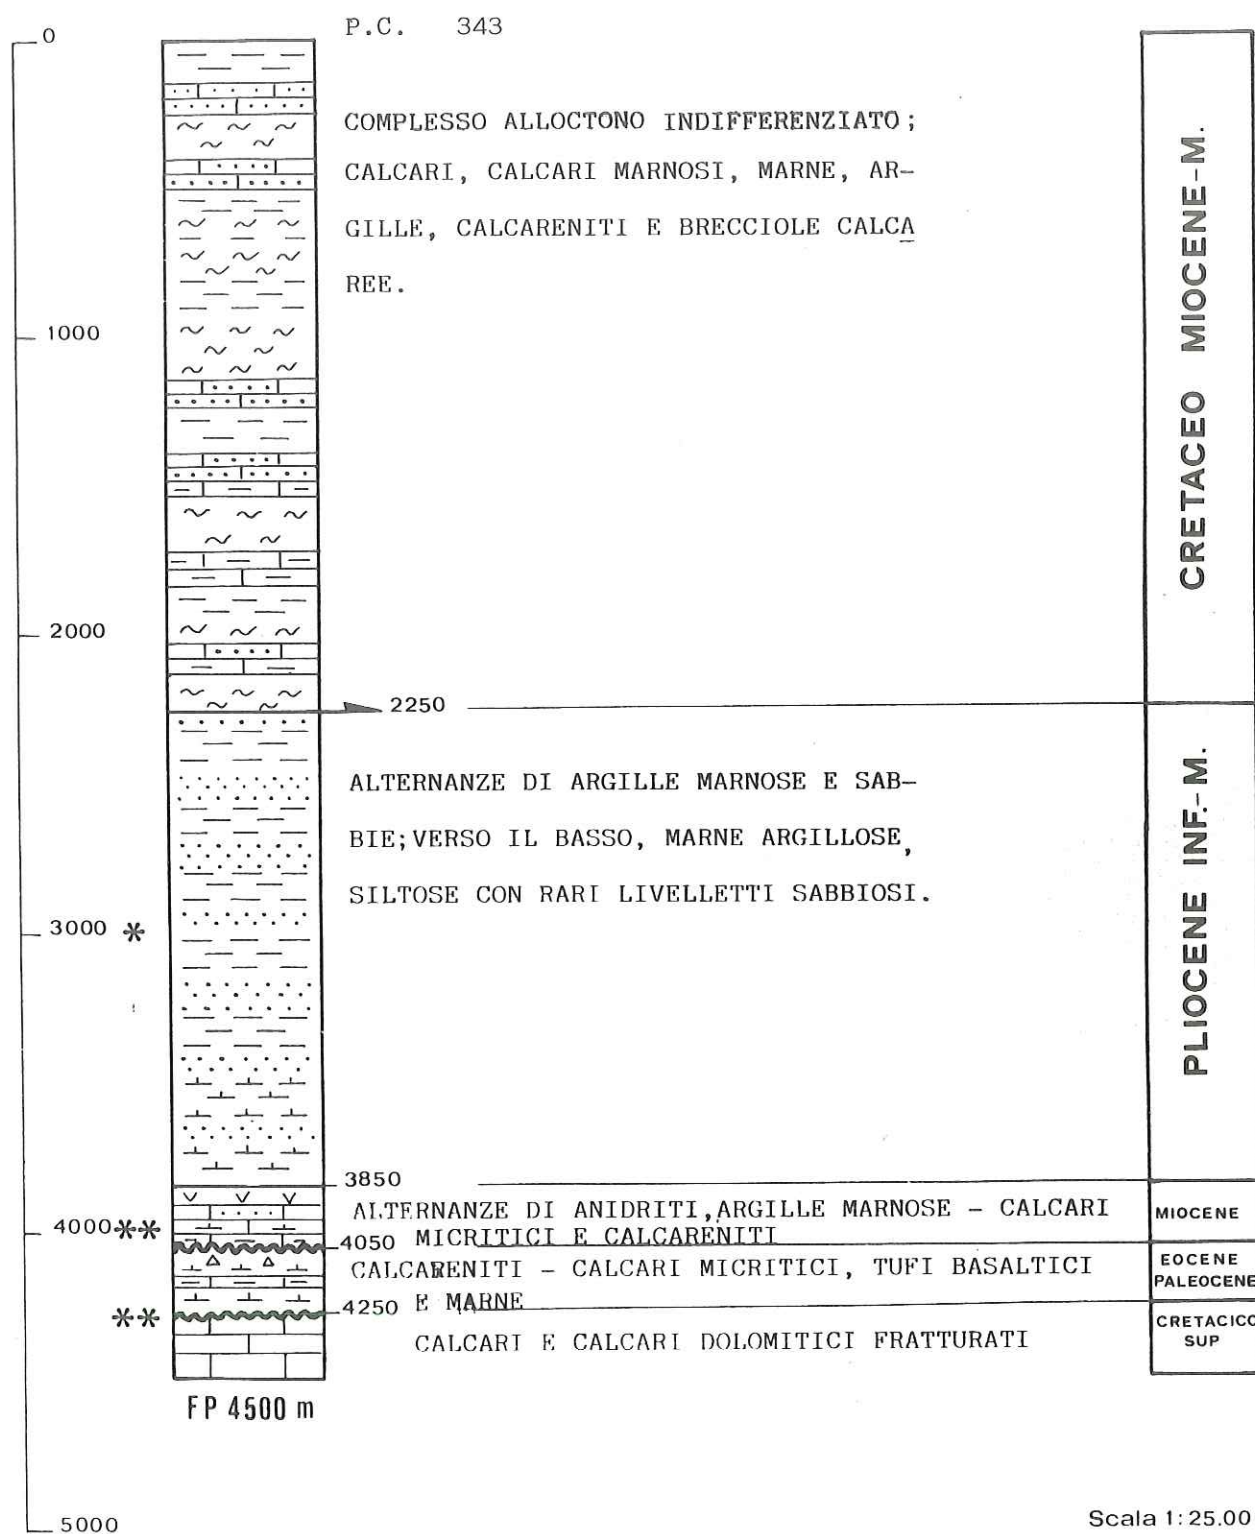 P.C. 343
0
COMPLESSO ALLOCTONO INDIFFERENZIATO;
CALCARI, CALCARI MARNOSI, MARNE, AR-
GILLE, CALCARENITI E BRECCIOLE CALCA
REE.
1000
CRETACEO MIOCENE-M.
2000
2250
ALTERNANZE DI ARGILLE MARNOSE E SAB-
BIE; VERSO IL BASSO, MARNE ARGILLOSE,
SILTOSE CON RARI LIVELLETTI SABBIOSI.
3000 *
PLIOCENE INF.-M.
3850
ALTERNANZE DI ANIDRITI, ARGILLE MARNOSE - CALCARI
MICRITICI E CALCARENITI
MIOCENE
4000 **
4050
CALCARENITI - CALCARI MICRITICI, TUFI BASALTICI
E MARNE
EOCENE
PALEOCENE
** 4250
CALCARI E CALCARI DOLOMITICI FRATTURATI
CRETACICO
SUP
FP 4500 m
5000
Scala 1:25.00